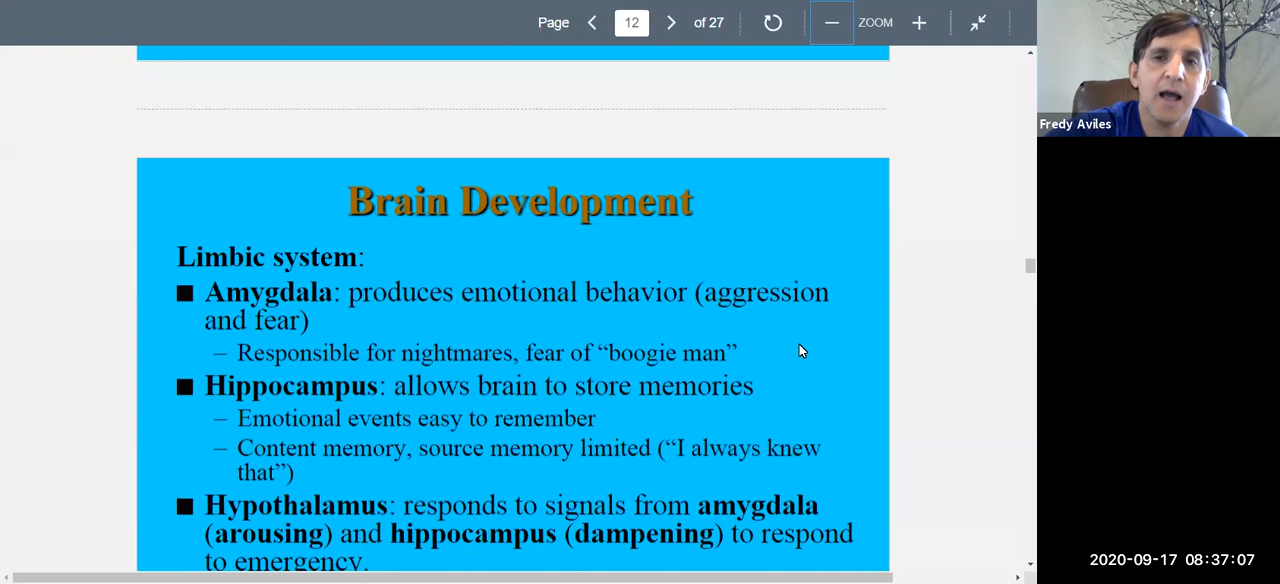 Page 12 of 27 ZOOM
Fredy Aviles
Brain Development
Limbic system:
■ Amygdala: produces emotional behavior (aggression
and fear)
– Responsible for nightmares, fear of “boogie man”
■ Hippocampus: allows brain to store memories
– Emotional events easy to remember
– Content memory, source memory limited (“I always knew
that”)
■ Hypothalamus: responds to signals from amygdala
(arousing) and hippocampus (dampening) to respond
to emergency.
2020-09-17 08:37:07